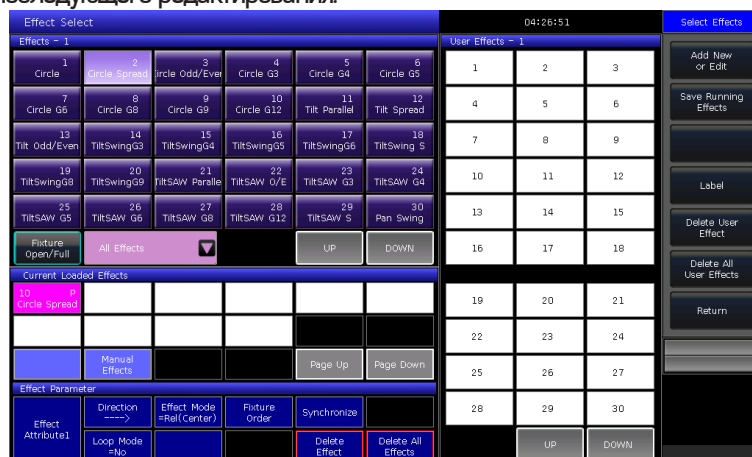 последующего редактирования.
Effect Select
04:26:51
Select Effects
Effects - 1
1
Circle
2
Circle Spread
3
ircle Odd/Ever
4
Circle G3
5
Circle G4
6
Circle G5
7
Circle G6
8
Circle G8
9
Circle G9
10
Circle G12
11
Tilt Parallel
12
Tilt Spread
13
Tilt Odd/Even
14
TiltSwingG3
15
TiltSwingG4
16
TiltSwingG5
17
TiltSwingG6
18
TiltSwing S
19
TiltSwingG8
20
TiltSwingG9
21
TiltSAW Paralle
22
TiltSAW O/E
23
TiltSAW G3
24
TiltSAW G4
25
TiltSAW G5
26
TiltSAW G6
27
TiltSAW G8
28
TiltSAW G12
29
TiltSAW S
30
Pan Swing
Fixture
Open/Full
All Effects
UP
DOWN
Current Loaded Effects
10 P
Circle Spread
Manual
Effects
Page Up
Page Down
Effect Parameter
Effect
Attribute1
Direction
---->
Effect Mode
=Rel(Center)
Fixture
Order
Synchronize
Loop Mode
=No
Delete
Effect
Delete All
Effects
User Effects - 1
1 2 3
4 5 6
7 8 9
10 11 12
13 14 15
16 17 18
19 20 21
22 23 24
25 26 27
28 29 30
UP
DOWN
Add New
or Edit
Save Running
Effects
Label
Delete User
Effect
Delete All
User Effects
Return